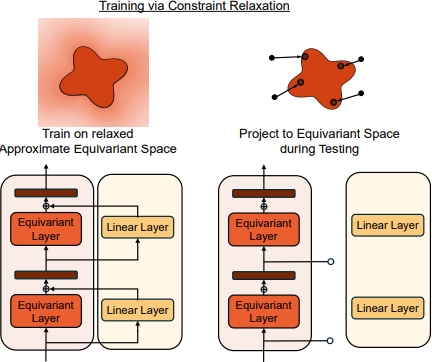 Training via Constraint Relaxation
Train on relaxed
Approximate Equivariant Space
Project to Equivariant Space
during Testing
Equivariant
Layer
Linear Layer
Equivariant
Layer
Linear Layer
Equivariant
Layer
Linear Layer
Equivariant
Layer
Linear Layer